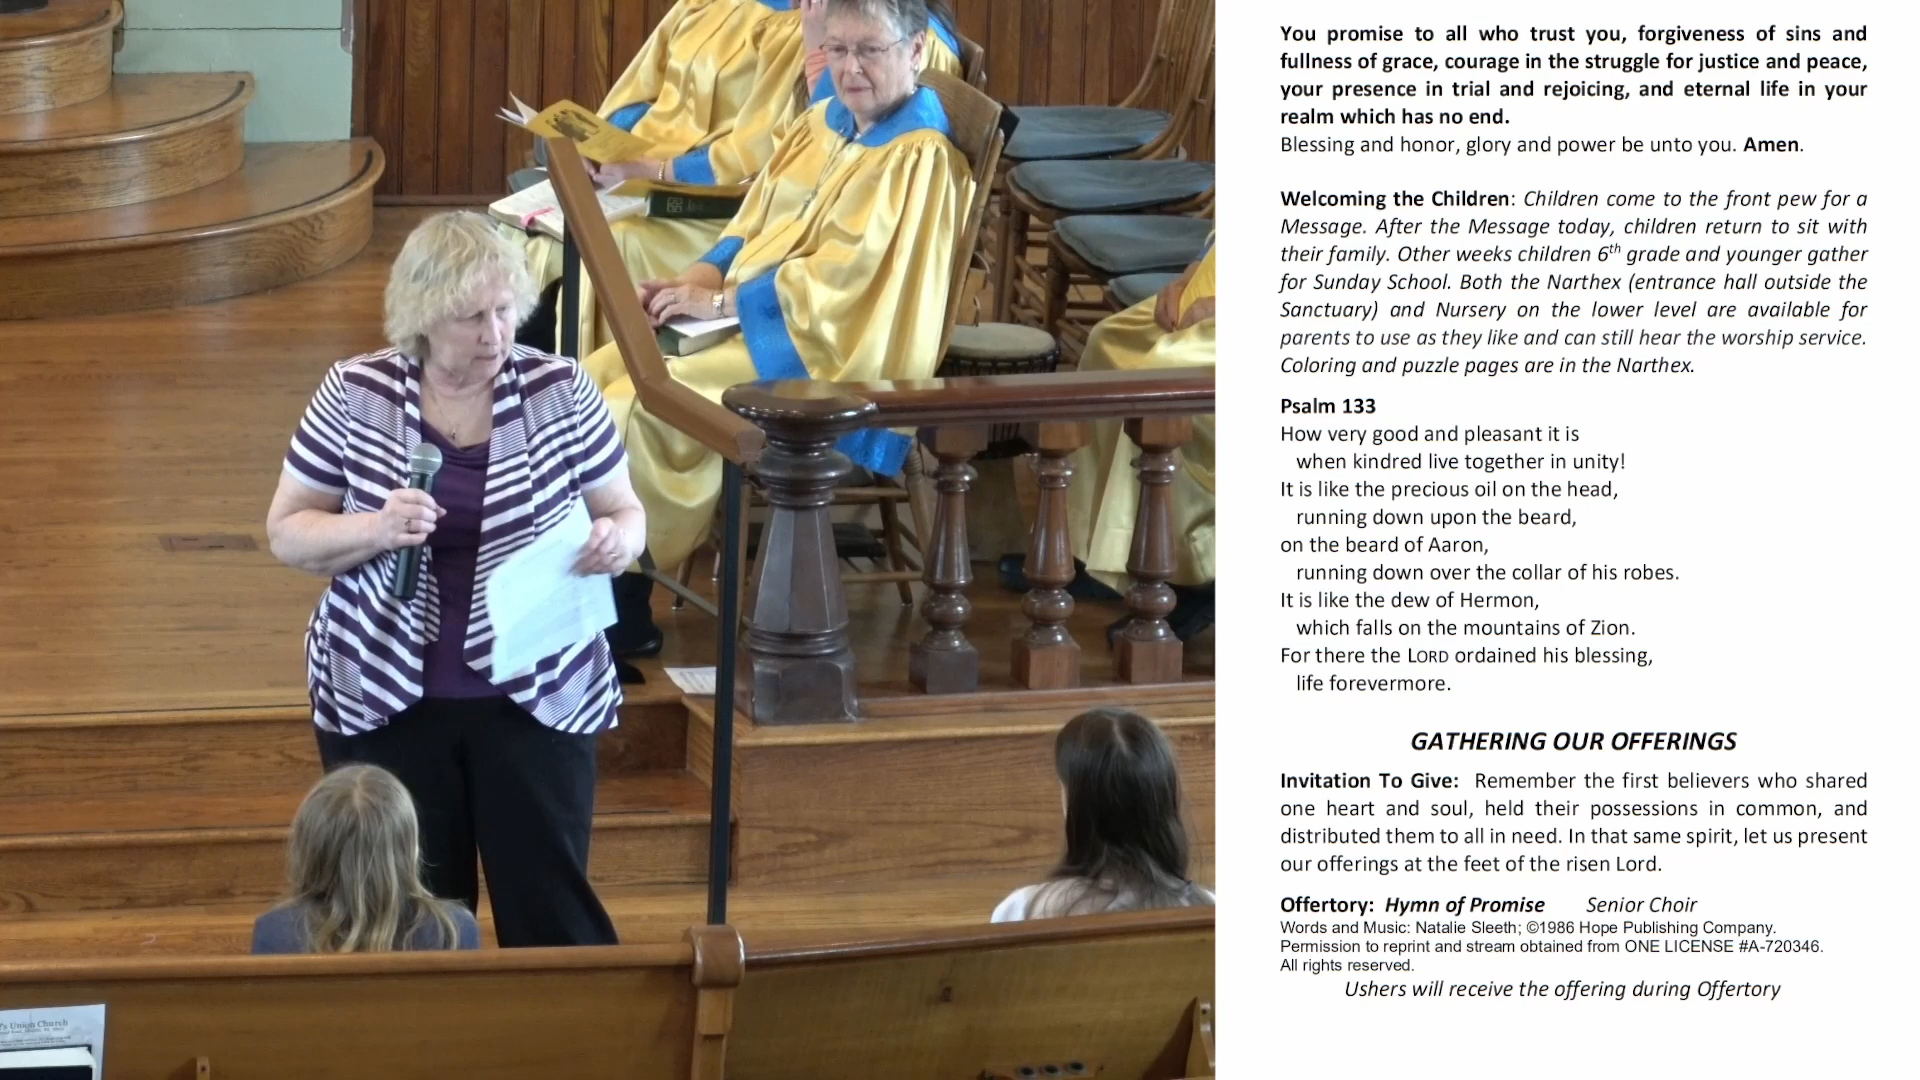 You promise to all who trust you, forgiveness of sins and
fullness of grace, courage in the struggle for justice and peace,
your presence in trial and rejoicing, and eternal life in your
realm which has no end.
Blessing and honor, glory and power be unto you. Amen.
Welcoming the Children: Children come to the front pew for a
Message. After the Message today, children return to sit with
their family. Other weeks children 6th grade and younger gather
for Sunday School. Both the Narthex (entrance hall outside the
Sanctuary) and Nursery on the lower level are available for
parents to use as they like and can still hear the worship service.
Coloring and puzzle pages are in the Narthex.
Psalm 133
How very good and pleasant it is
when kindred live together in unity!
It is like the precious oil on the head,
running down upon the beard,
on the beard of Aaron,
running down over the collar of his robes.
It is like the dew of Hermon,
which falls on the mountains of Zion.
For there the LORD ordained his blessing,
life forevermore.
GATHERING OUR OFFERINGS
Invitation To Give: Remember the first believers who shared
one heart and soul, held their possessions in common, and
distributed them to all in need. In that same spirit, let us present
our offerings at the feet of the risen Lord.
Offertory: Hymn of Promise Senior Choir
Words and Music: Natalie Sleeth; ©1986 Hope Publishing Company.
Permission to reprint and stream obtained from ONE LICENSE #A-720346.
All rights reserved.
Ushers will receive the offering during Offertory
Union Church